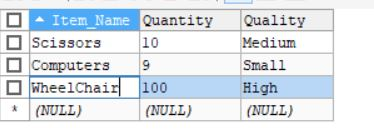 Item_Name Quantity Quality
Scissors 10 Medium
Computers 9 Small
WheelChair 100 High
* (NULL) (NULL) (NULL)